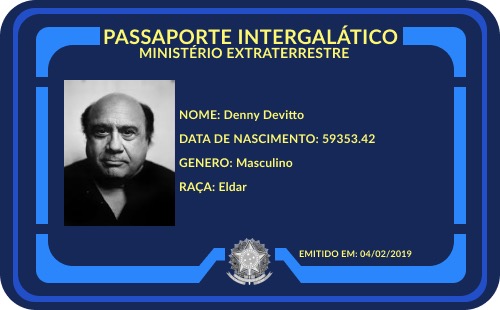 PASSAPORTE INTERGALÁTICO
MINISTÉRIO EXTRATERRESTRE
NOME: Denny Devitto
DATA DE NASCIMENTO: 59353.42
GENERO: Masculino
RAÇA: Eldar
EMITIDO EM: 04/02/2019